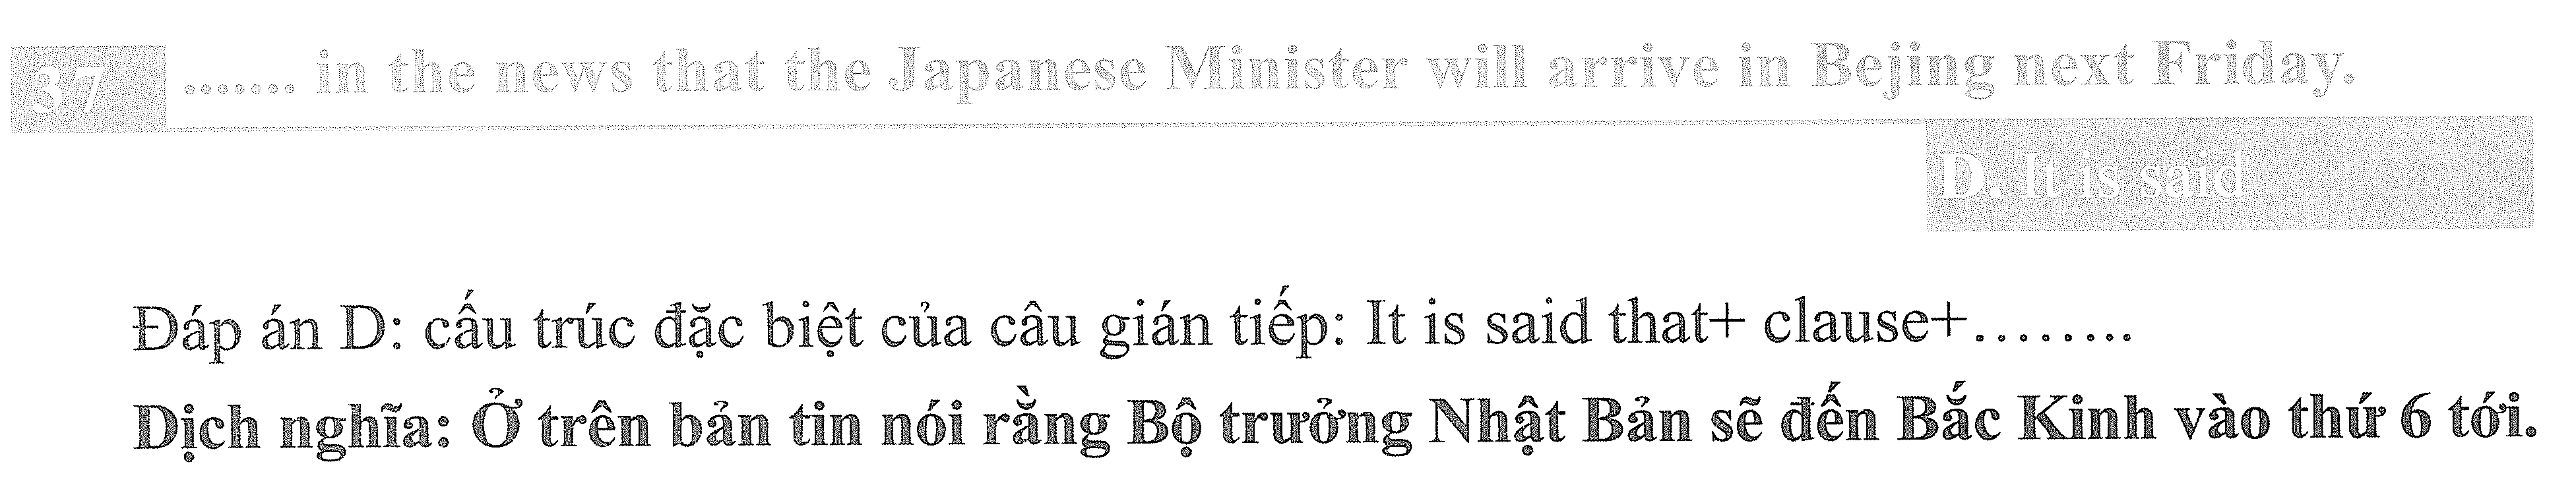 37 ....... in the news that the Japanese Minister will arrive in Bejing next Friday.
D. It is said
Đáp án D: cấu trúc đặc biệt của câu gián tiếp: It is said that+ clause+………
Dịch nghĩa: Ở trên bản tin nói rằng Bộ trưởng Nhật Bản sẽ đến Bắc Kinh vào thứ 6 tới.